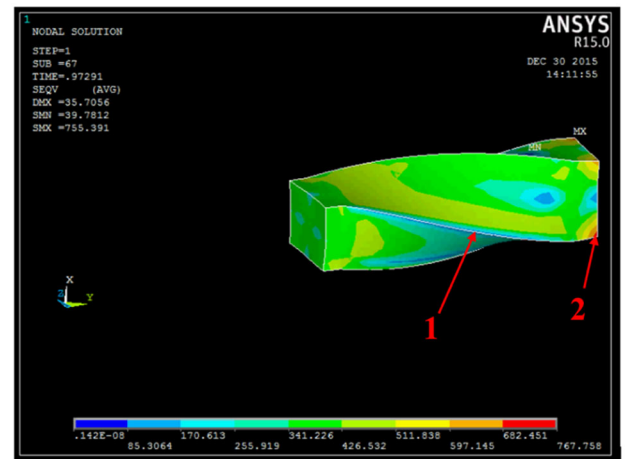 1
NODAL SOLUTION
STEP=1
SUB =67
TIME=.97291
SEQV (AVG)
DMX =35.7056
SMN =39.7812
SMX =755.391
ANSYS
R15.0
DEC 30 2015
14:11:55
MX
MN
X
Z Y
1
2
.142E-08 170.613 341.226 511.838 682.451
85.3064 255.919 426.532 597.145 767.758